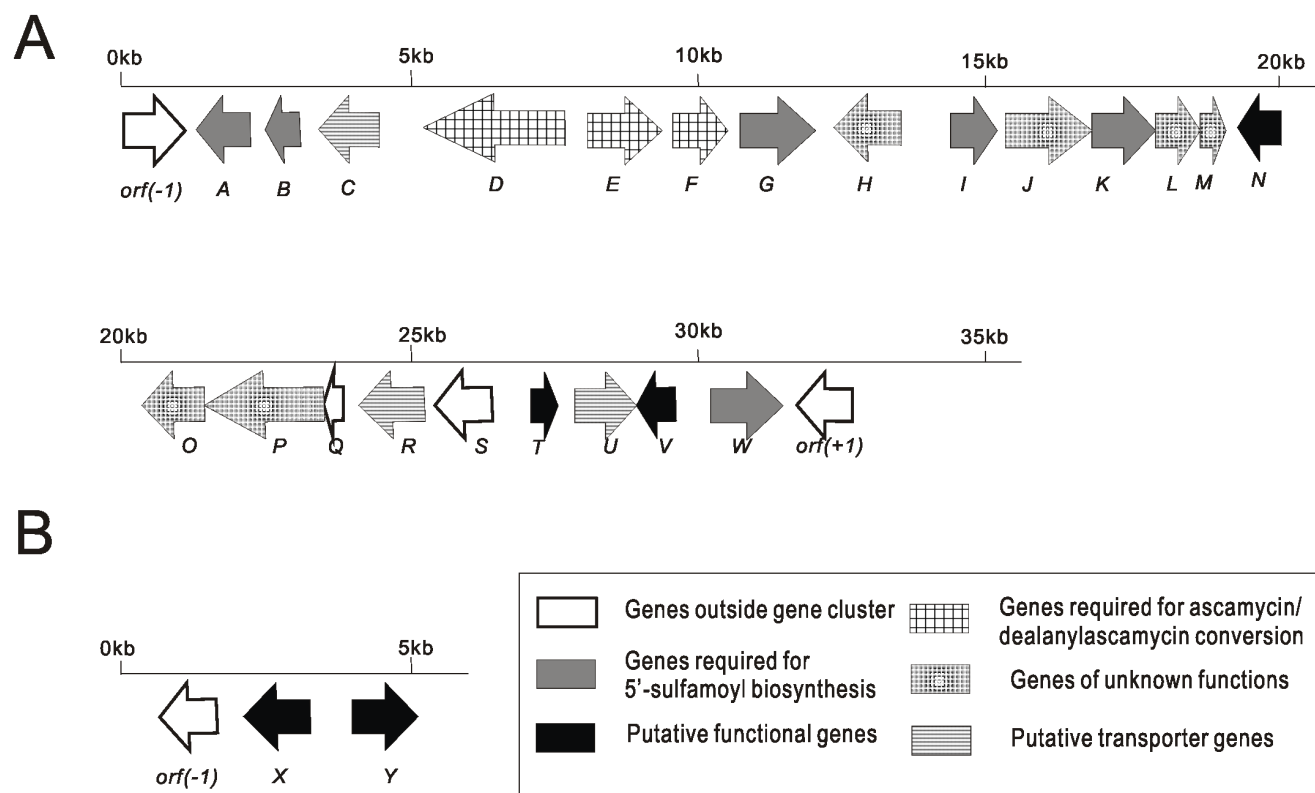 A
0kb 5kb 10kb 15kb 20kb
orf(-1) A B C D E F G H I J K L M N
20kb 25kb 30kb 35kb
O P Q R S T U V W orf(+1)
B
0kb 5kb
orf(-1) X Y
Genes outside gene cluster
Genes required for
5'-sulfamoyl biosynthesis
Putative functional genes
Genes required for ascamycin/
dealanylascamycin conversion
Genes of unknown functions
Putative transporter genes